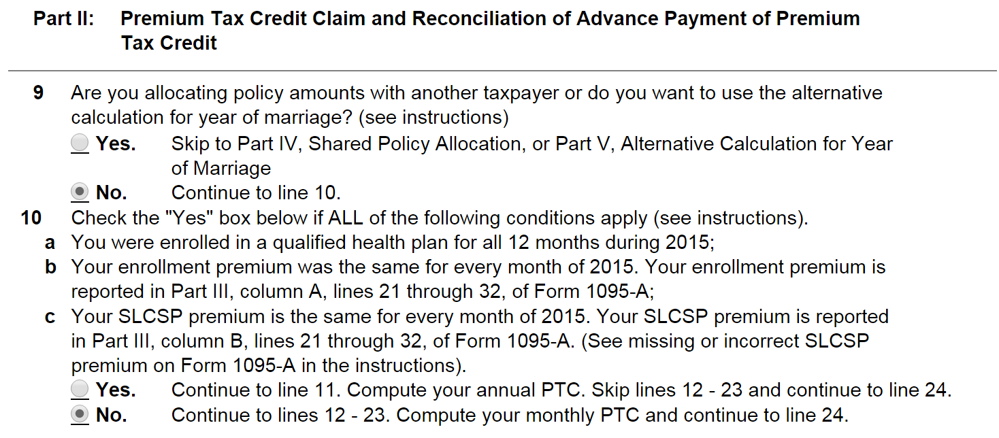 Part II: Premium Tax Credit Claim and Reconciliation of Advance Payment of Premium
Tax Credit
9 Are you allocating policy amounts with another taxpayer or do you want to use the alternative
calculation for year of marriage? (see instructions)
Yes. Skip to Part IV, Shared Policy Allocation, or Part V, Alternative Calculation for Year
of Marriage
No. Continue to line 10.
10 Check the "Yes" box below if ALL of the following conditions apply (see instructions).
a You were enrolled in a qualified health plan for all 12 months during 2015;
b Your enrollment premium was the same for every month of 2015. Your enrollment premium is
reported in Part III, column A, lines 21 through 32, of Form 1095-A;
c Your SLCSP premium is the same for every month of 2015. Your SLCSP premium is reported
in Part III, column B, lines 21 through 32, of Form 1095-A. (See missing or incorrect SLCSP
premium on Form 1095-A in the instructions).
Yes. Continue to line 11. Compute your annual PTC. Skip lines 12 - 23 and continue to line 24.
No. Continue to lines 12 - 23. Compute your monthly PTC and continue to line 24.